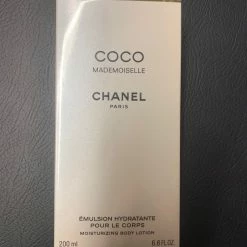 COCO
MADEMOISELLE
CHANEL
PARIS
ÉMULSION HYDRATANTE
POUR LE CORPS
MOISTURIZING BODY LOTION
200 ml 6.8 FL.OZ.